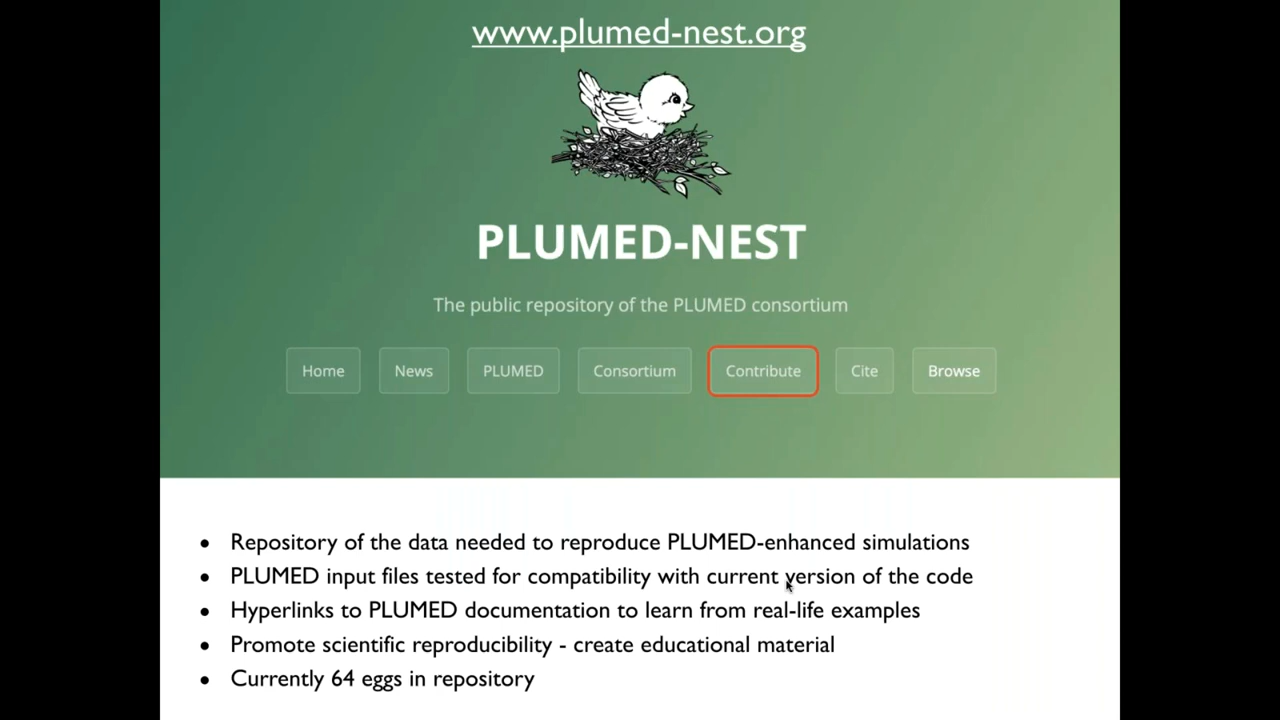 www.plumed-nest.org
PLUMED-NEST
The public repository of the PLUMED consortium
Home News PLUMED Consortium Contribute Cite Browse
• Repository of the data needed to reproduce PLUMED-enhanced simulations
• PLUMED input files tested for compatibility with current version of the code
• Hyperlinks to PLUMED documentation to learn from real-life examples
• Promote scientific reproducibility - create educational material
• Currently 64 eggs in repository